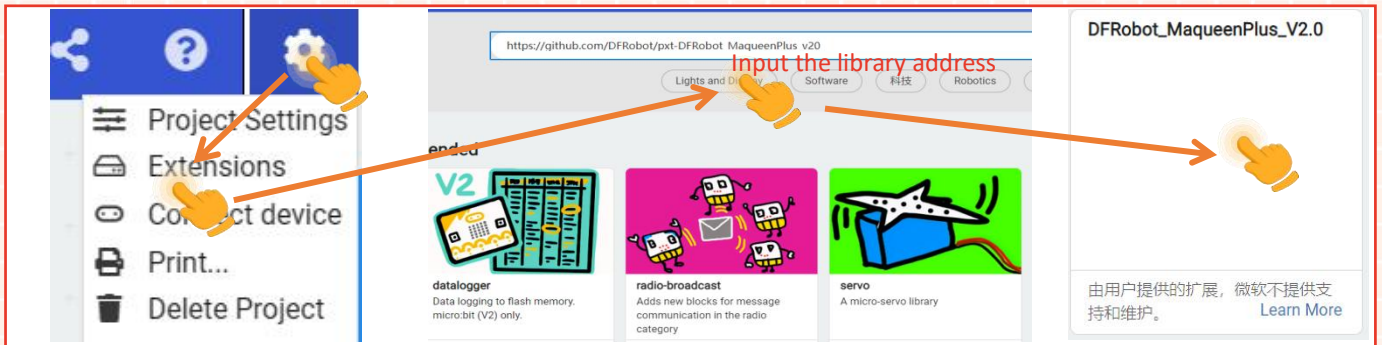 Project Settings
Extensions
Connect device
Print...
Delete Project
https://github.com/DFRobot/pxt-DFRobot_MaqueenPlus_v20
Input the library address
Lights and Display
Software
科技
Robotics
ended
V2
datalogger
Data logging to flash memory.
micro:bit (V2) only.
radio-broadcast
Adds new blocks for message
communication in the radio
category
servo
A micro-servo library
DFRobot_MaqueenPlus_V2.0
由用户提供的扩展，微软不提供支
持和维护。 Learn More